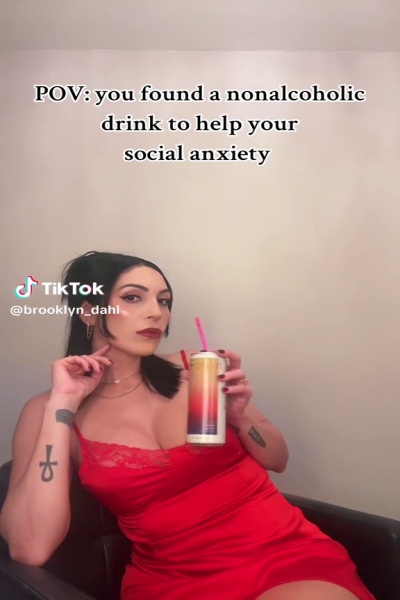 POV: you found a nonalcoholic
drink to help your
social anxiety
TikTok
@brooklyn_dahl